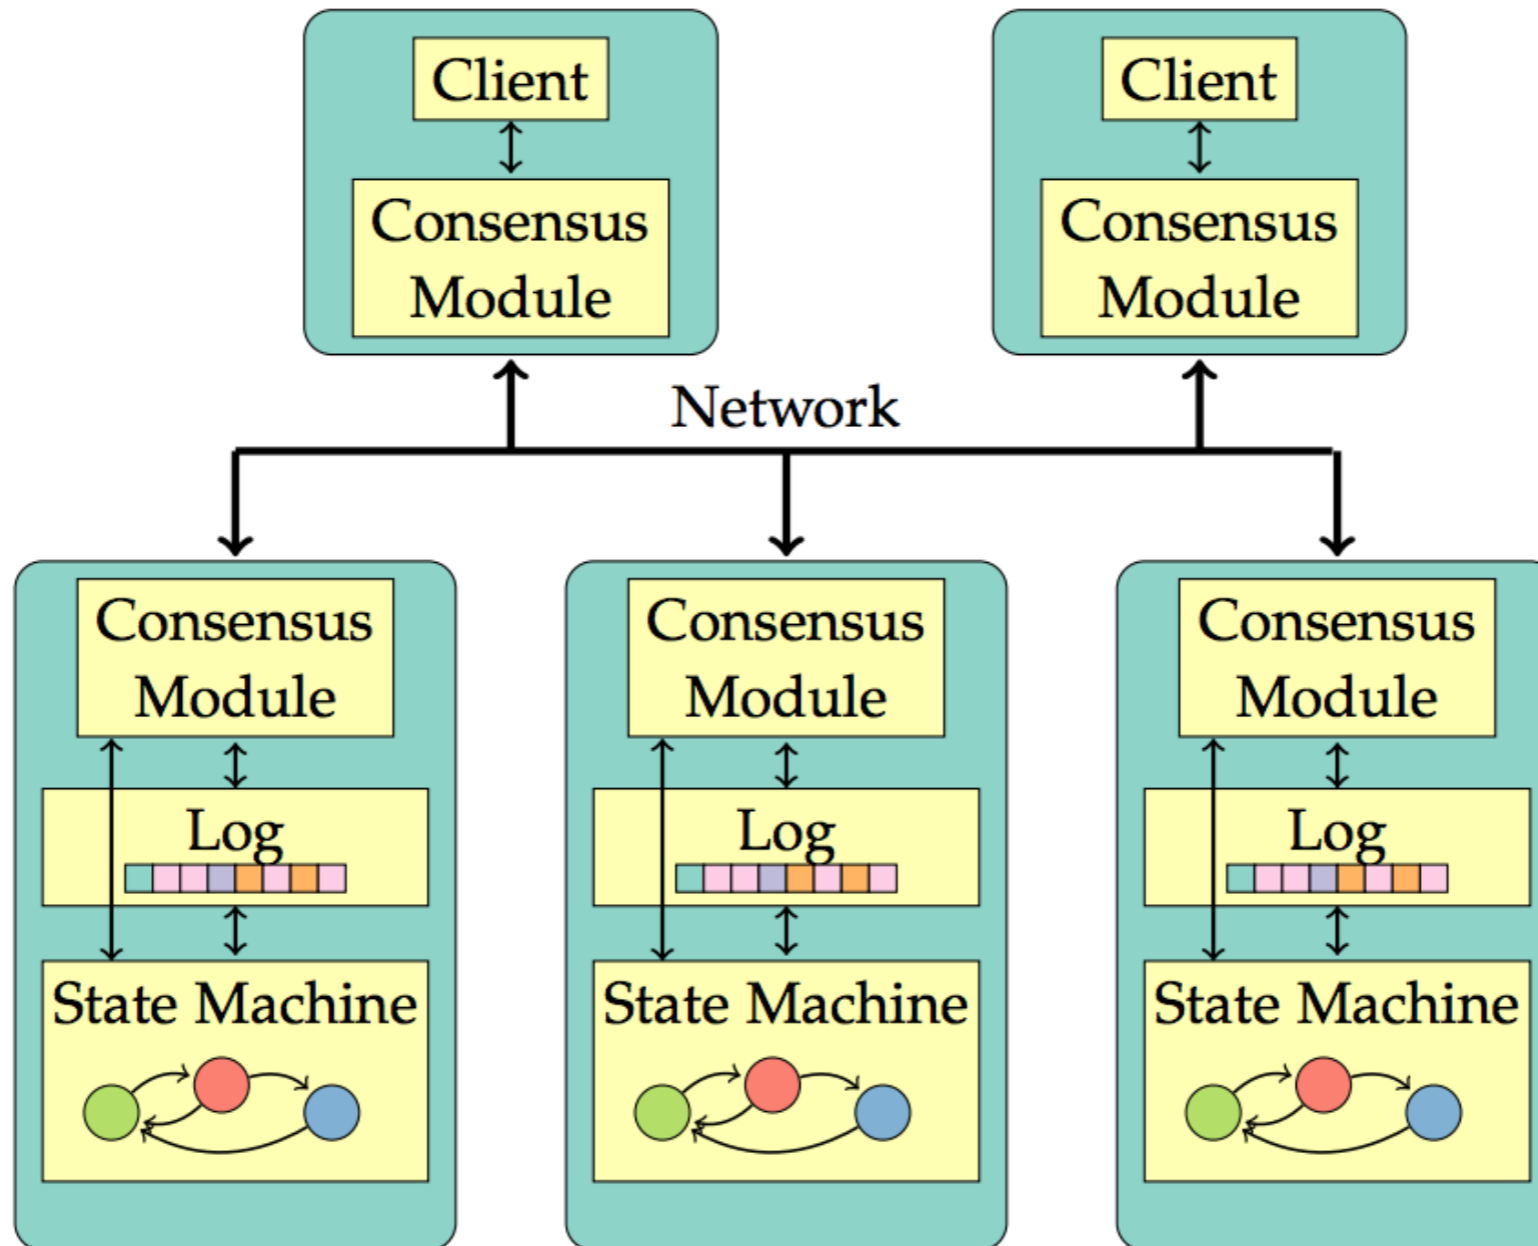 Client
Consensus
Module
Client
Consensus
Module
Network
Consensus
Module
Log
State Machine
Consensus
Module
Log
State Machine
Consensus
Module
Log
State Machine